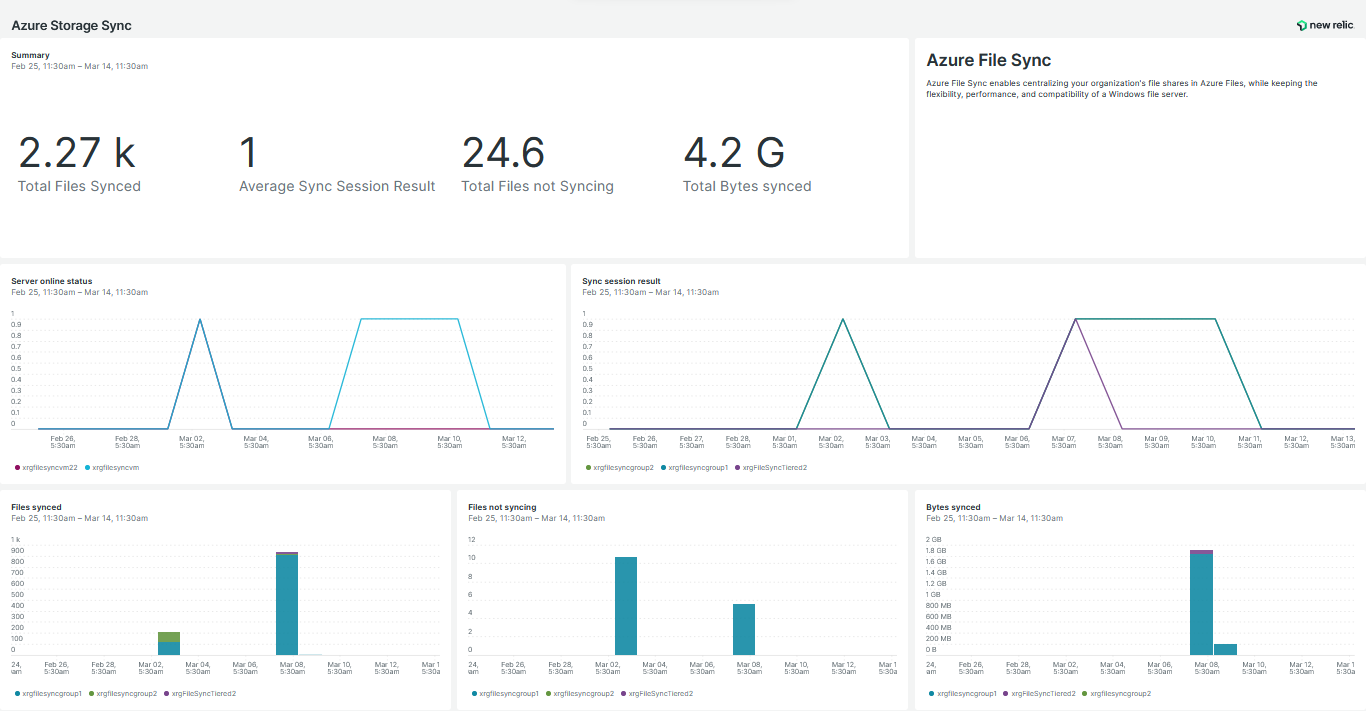 Azure Storage Sync
new relic
Summary
Feb 25, 11:30am – Mar 14, 11:30am
2.27 k
Total Files Synced
1
Average Sync Session Result
24.6
Total Files not Syncing
4.2 G
Total Bytes synced
Azure File Sync
Azure File Sync enables centralizing your organization's file shares in Azure Files, while keeping the
flexibility, performance, and compatibility of a Windows file server.
Server online status
Feb 25, 11:30am – Mar 14, 11:30am
1
0.9
0.8
0.7
0.6
0.5
0.4
0.3
0.2
0.1
0
Feb 26, Feb 28, Mar 02, Mar 04, Mar 06, Mar 08, Mar 10, Mar 12,
5:30am 5:30am 5:30am 5:30am 5:30am 5:30am 5:30am 5:30am
xrgfilesyncvm22 xrgfilesyncvm
Sync session result
Feb 25, 11:30am – Mar 14, 11:30am
1
0.9
0.8
0.7
0.6
0.5
0.4
0.3
0.2
0.1
0
Feb 25, Feb 26, Feb 27, Feb 28, Mar 01, Mar 02, Mar 03, Mar 04, Mar 05, Mar 06, Mar 07, Mar 08, Mar 09, Mar 10, Mar 11, Mar 12, Mar 13,
5:30am 5:30am 5:30am 5:30am 5:30am 5:30am 5:30am 5:30am 5:30am 5:30am 5:30am 5:30am 5:30am 5:30am 5:30am 5:30am 5:30am
xrgfilesyncgroup2 xrgfilesyncgroup1 xrgFileSyncTiered2
Files synced
Feb 25, 11:30am – Mar 14, 11:30am
1 k
900
800
700
600
500
400
300
200
100
0
24, Feb 26, Feb 28, Mar 02, Mar 04, Mar 06, Mar 08, Mar 10, Mar 12, Mar 1
am 5:30am 5:30am 5:30am 5:30am 5:30am 5:30am 5:30am 5:30am 5:30a
xrgfilesyncgroup1 xrgfilesyncgroup2 xrgFileSyncTiered2
Files not syncing
Feb 25, 11:30am – Mar 14, 11:30am
12
10
8
6
4
2
0
24, Feb 26, Feb 28, Mar 02, Mar 04, Mar 06, Mar 08, Mar 10, Mar 12, Mar 1
am 5:30am 5:30am 5:30am 5:30am 5:30am 5:30am 5:30am 5:30am 5:30a
xrgfilesyncgroup1 xrgfilesyncgroup2 xrgFileSyncTiered2
Bytes synced
Feb 25, 11:30am – Mar 14, 11:30am
2 GB
1.8 GB
1.6 GB
1.4 GB
1.2 GB
1 GB
800 MB
600 MB
400 MB
200 MB
0 B
24, Feb 26, Feb 28, Mar 02, Mar 04, Mar 06, Mar 08, Mar 10, Mar 12, Mar 1
am 5:30am 5:30am 5:30am 5:30am 5:30am 5:30am 5:30am 5:30am 5:30a
xrgfilesyncgroup1 xrgFileSyncTiered2 xrgfilesyncgroup2